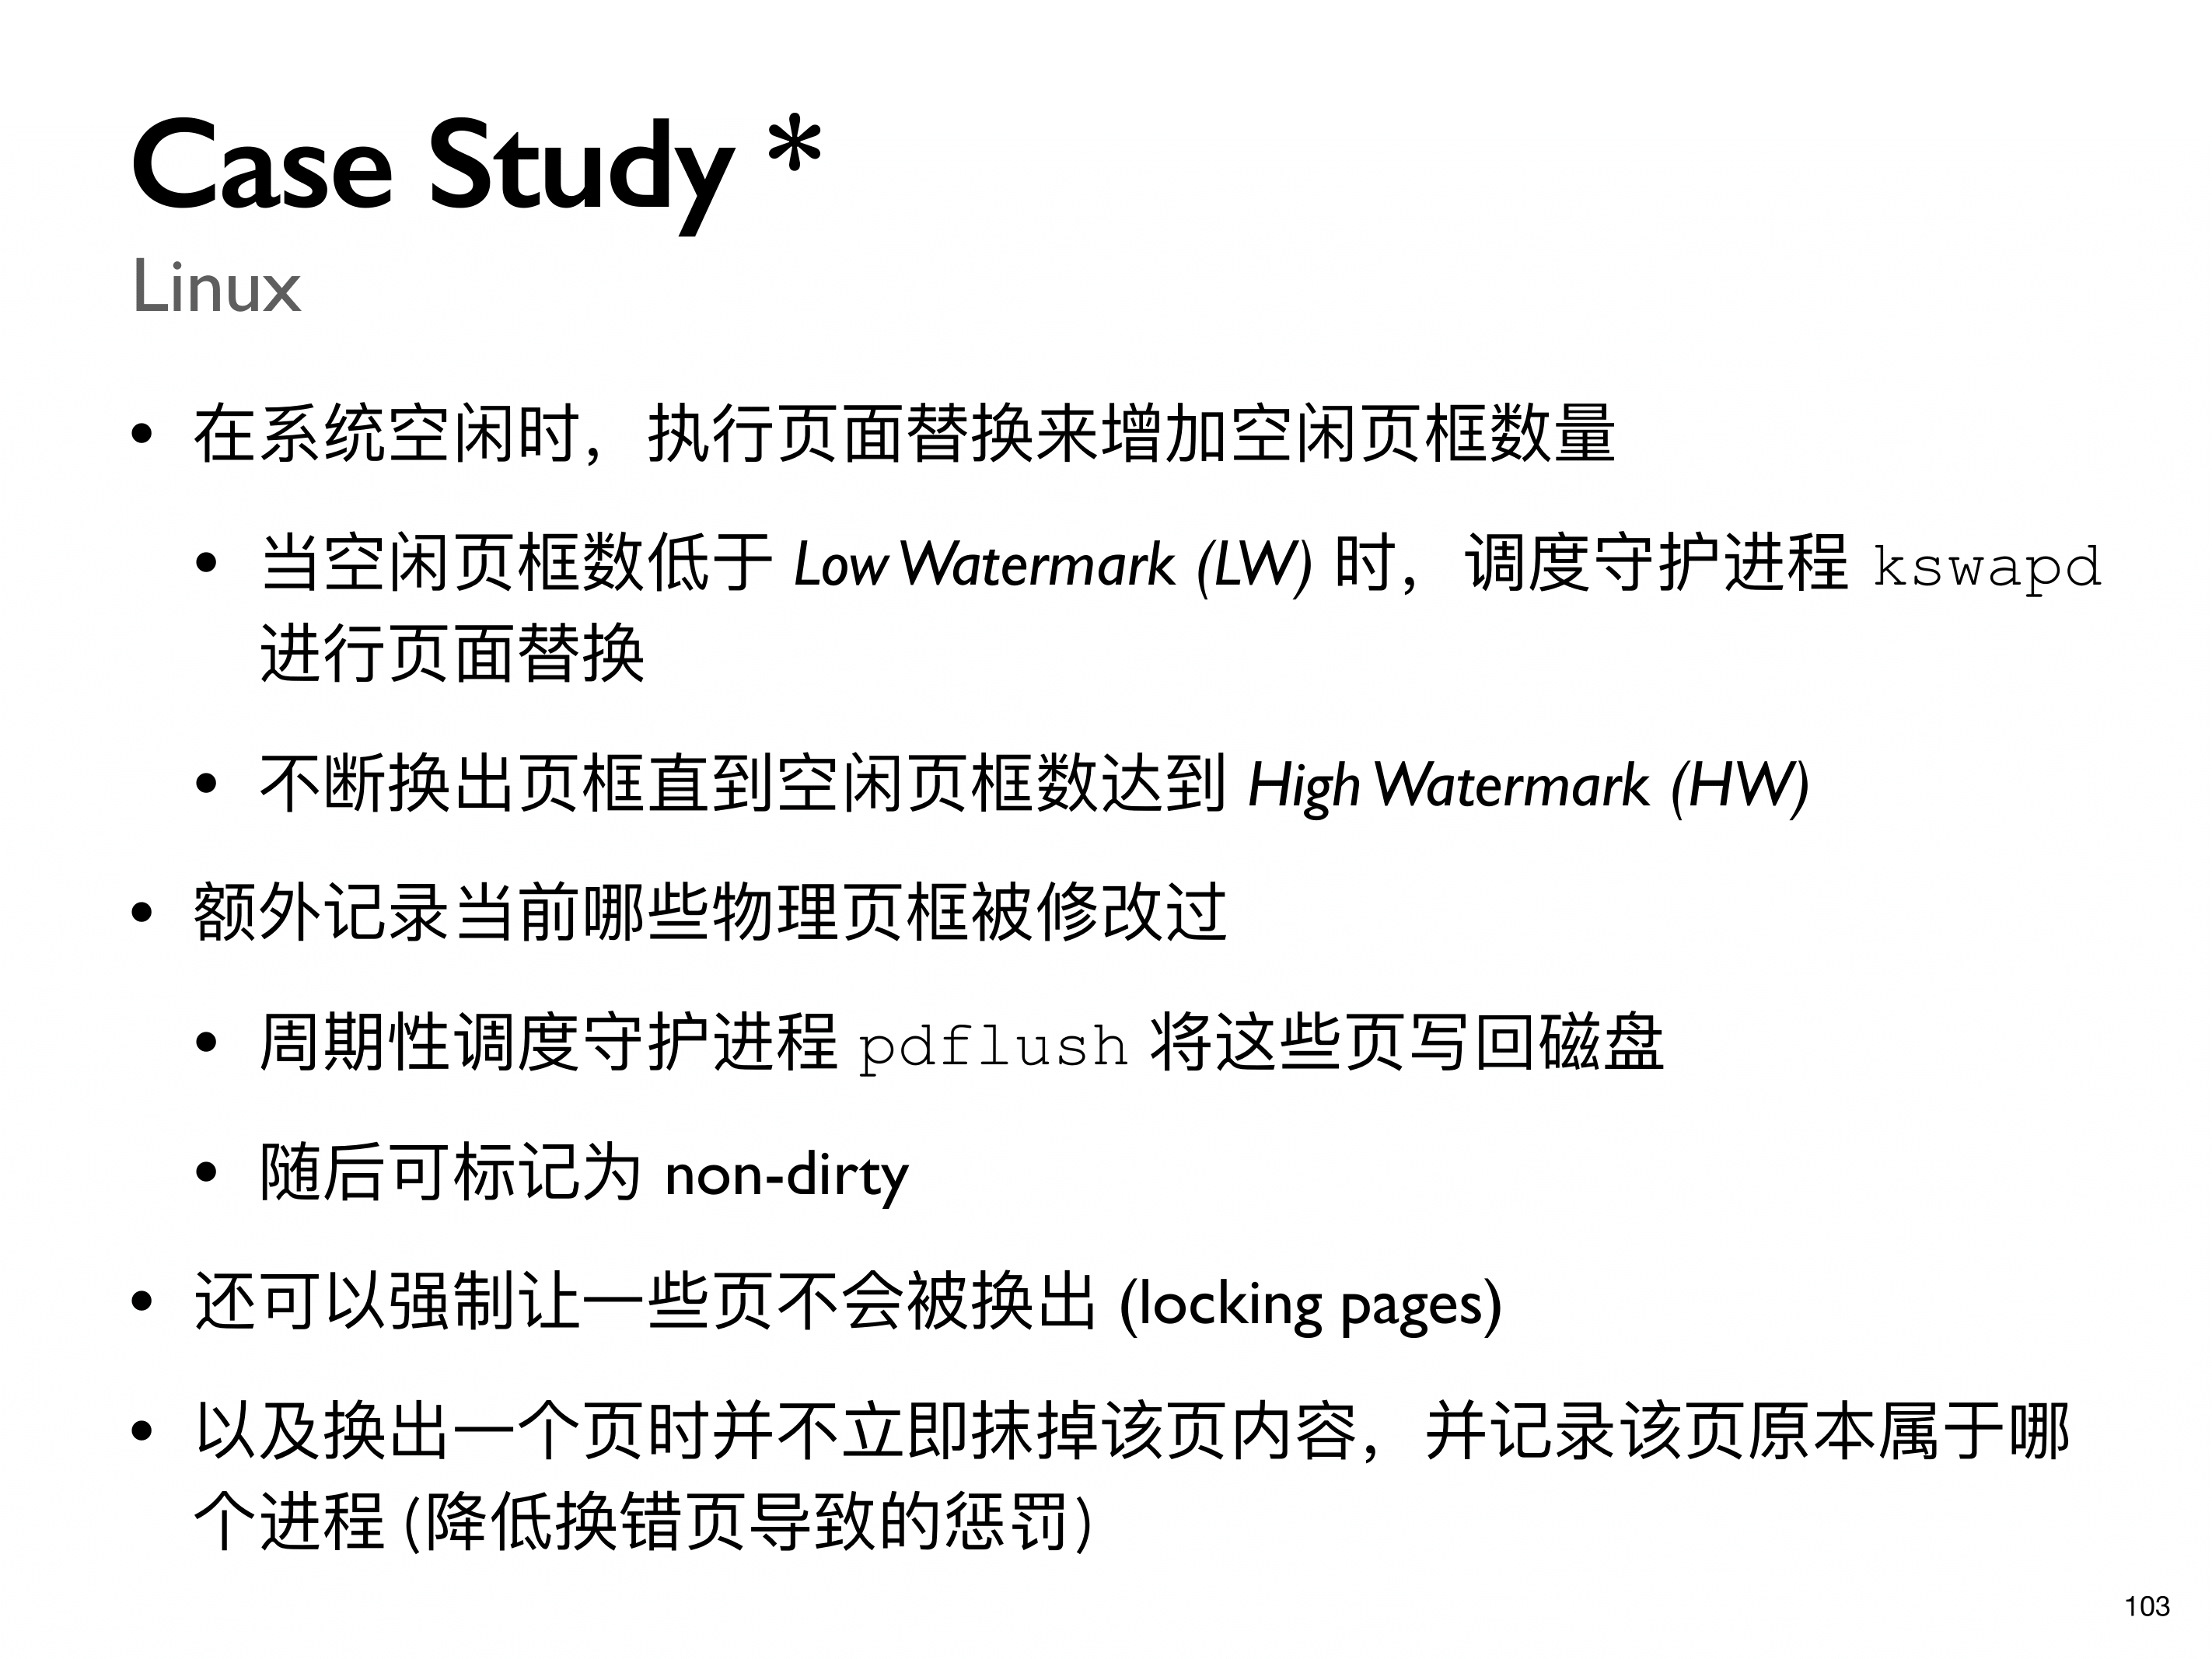 Case Study *
Linux
• 在系统空闲时，执行页面替换来增加空闲页框数量
• 当空闲页框数低于 Low Watermark (LW) 时，调度守护进程 kswapd
进行页面替换
• 不断换出页框直到空闲页框数达到 High Watermark (HW)
• 额外记录当前哪些物理页框被修改过
• 周期性调度守护进程 pdflush 将这些页写回磁盘
• 随后可标记为 non-dirty
• 还可以强制让一些页不会被换出 (locking pages)
• 以及换出一个页时并不立即抹掉该页内容，并记录该页原本属于哪
个进程 (降低换错页导致的惩罚)
103